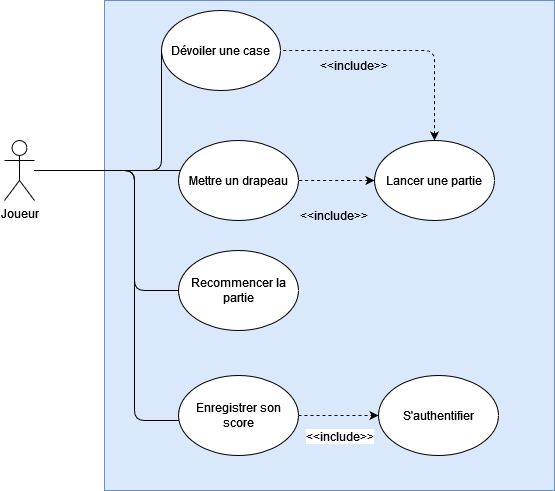 Dévoiler une case
<<include>>
Joueur
Mettre un drapeau
Lancer une partie
<<include>>
Recommencer la
partie
Enregistrer son
score
S'authentifier
<<include>>